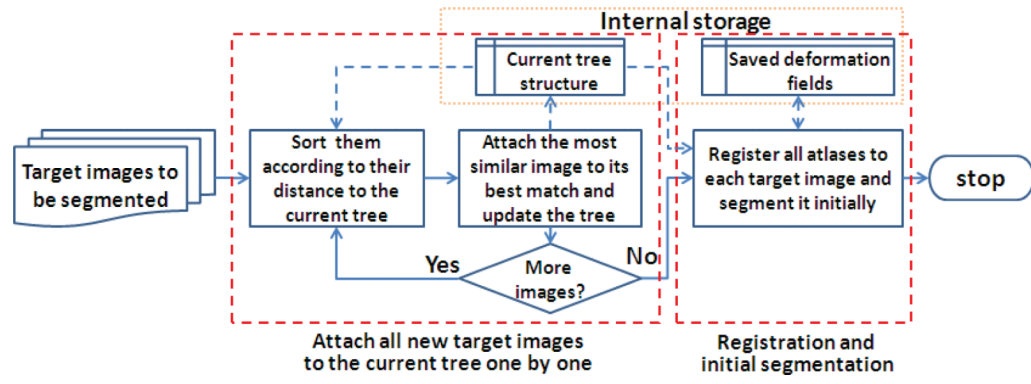 Internal storage
Current tree
structure
Saved deformation
fields
Target images to
be segmented
Sort them
according to their
distance to the
current tree
Attach the most
similar image to its
best match and
update the tree
Register all atlases to
each target image and
segment it initially
stop
Yes
More
images?
No
Attach all new target images
to the current tree one by one
Registration and
initial segmentation